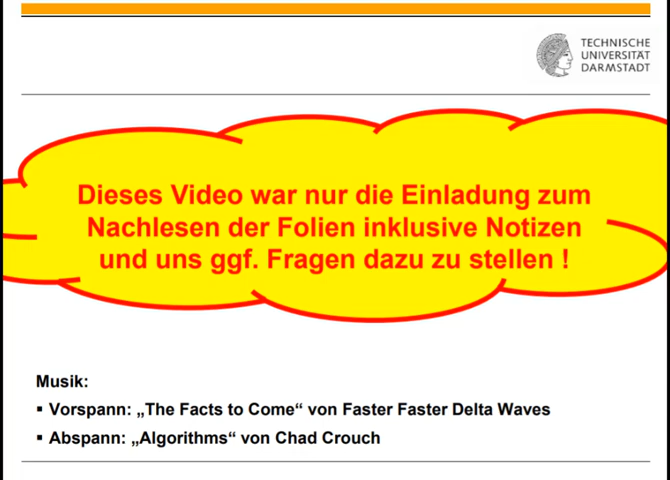 TECHNISCHE
UNIVERSITÄT
DARMSTADT
Dieses Video war nur die Einladung zum
Nachlesen der Folien inklusive Notizen
und uns ggf. Fragen dazu zu stellen !
Musik:
▪ Vorspann: „The Facts to Come“ von Faster Faster Delta Waves
▪ Abspann: „Algorithms“ von Chad Crouch